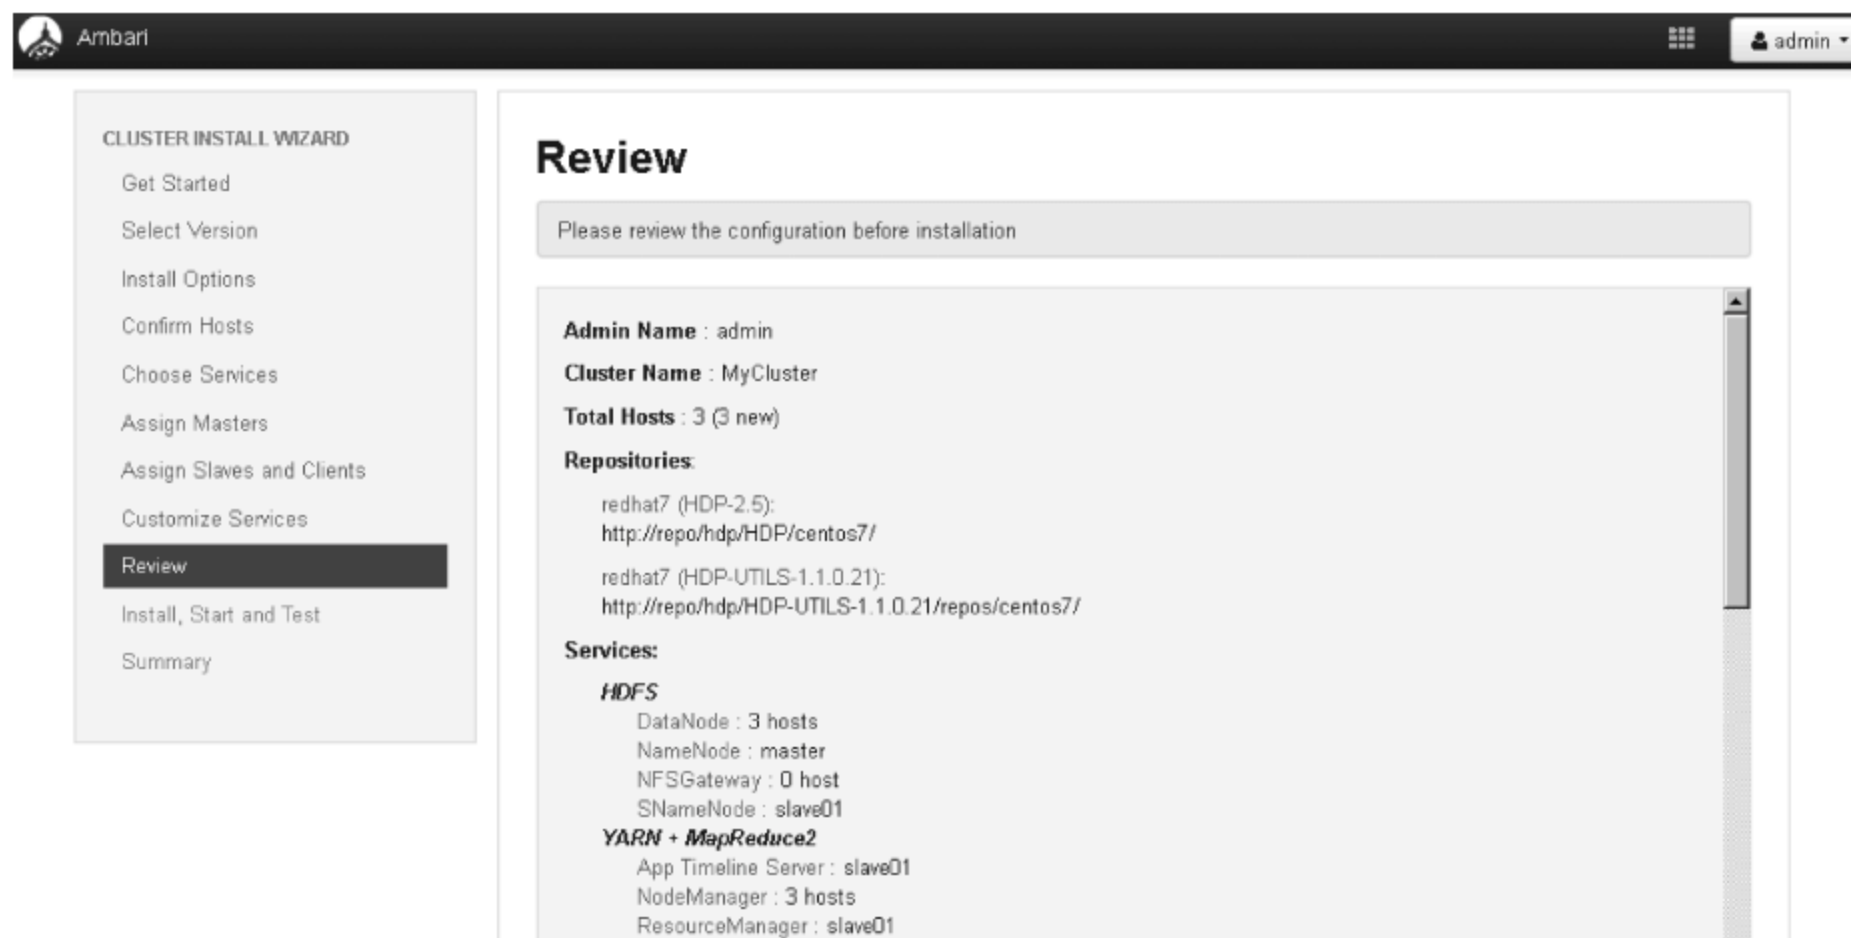 Ambari
admin
CLUSTER INSTALL WIZARD
Get Started
Select Version
Install Options
Confirm Hosts
Choose Services
Assign Masters
Assign Slaves and Clients
Customize Services
Review
Install, Start and Test
Summary
Review
Please review the configuration before installation
Admin Name : admin
Cluster Name : MyCluster
Total Hosts : 3 (3 new)
Repositories:
redhat7 (HDP-2.5):
http://repo/hdp/HDP/centos7/
redhat7 (HDP-UTILS-1.1.0.21):
http://repo/hdp/HDP-UTILS-1.1.0.21/repos/centos7/
Services:
HDFS
DataNode : 3 hosts
NameNode : master
NFSGateway : 0 host
SNameNode : slave01
YARN + MapReduce2
App Timeline Server : slave01
NodeManager : 3 hosts
ResourceManager : slave01